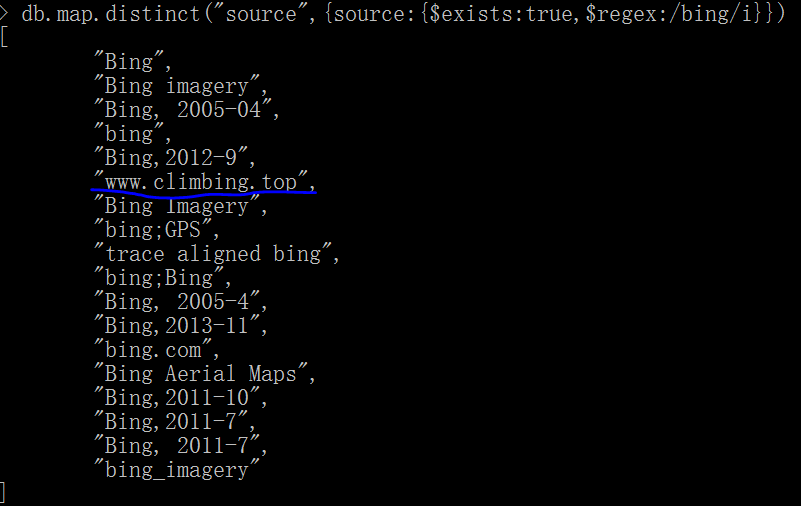 > db.map.distinct("source",{source:{$exists:true,$regex:/bing/i}})
[
"Bing",
"Bing imagery",
"Bing, 2005-04",
"bing",
"Bing,2012-9",
"www.climbing.top",
"Bing Imagery",
"bing;GPS",
"trace aligned bing",
"bing;Bing",
"Bing, 2005-4",
"Bing,2013-11",
"bing.com",
"Bing Aerial Maps",
"Bing,2011-10",
"Bing,2011-7",
"Bing, 2011-7",
"bing_imagery"
]